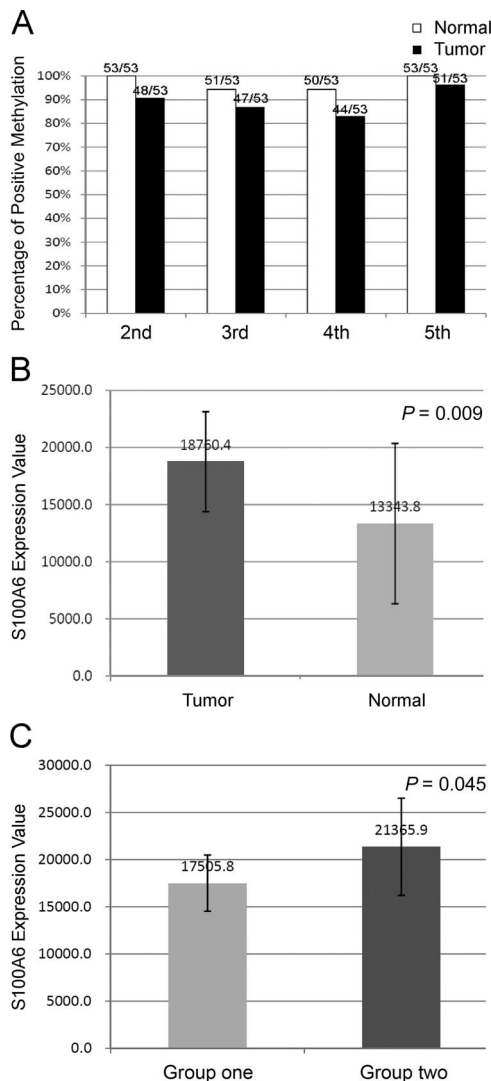 A
Normal
Tumor
Percentage of Positive Methylation
100%
90%
80%
70%
60%
50%
40%
30%
20%
10%
0%
53/53
48/53
51/53
47/53
50/53
44/53
53/53
51/53
2nd
3rd
4th
5th
B
S100A6 Expression Value
25000.0
20000.0
15000.0
10000.0
5000.0
0.0
P = 0.009
18760.4
13343.8
Tumor
Normal
C
S100A6 Expression Value
30000.0
25000.0
20000.0
15000.0
10000.0
5000.0
0.0
P = 0.045
17505.8
21365.9
Group one
Group two